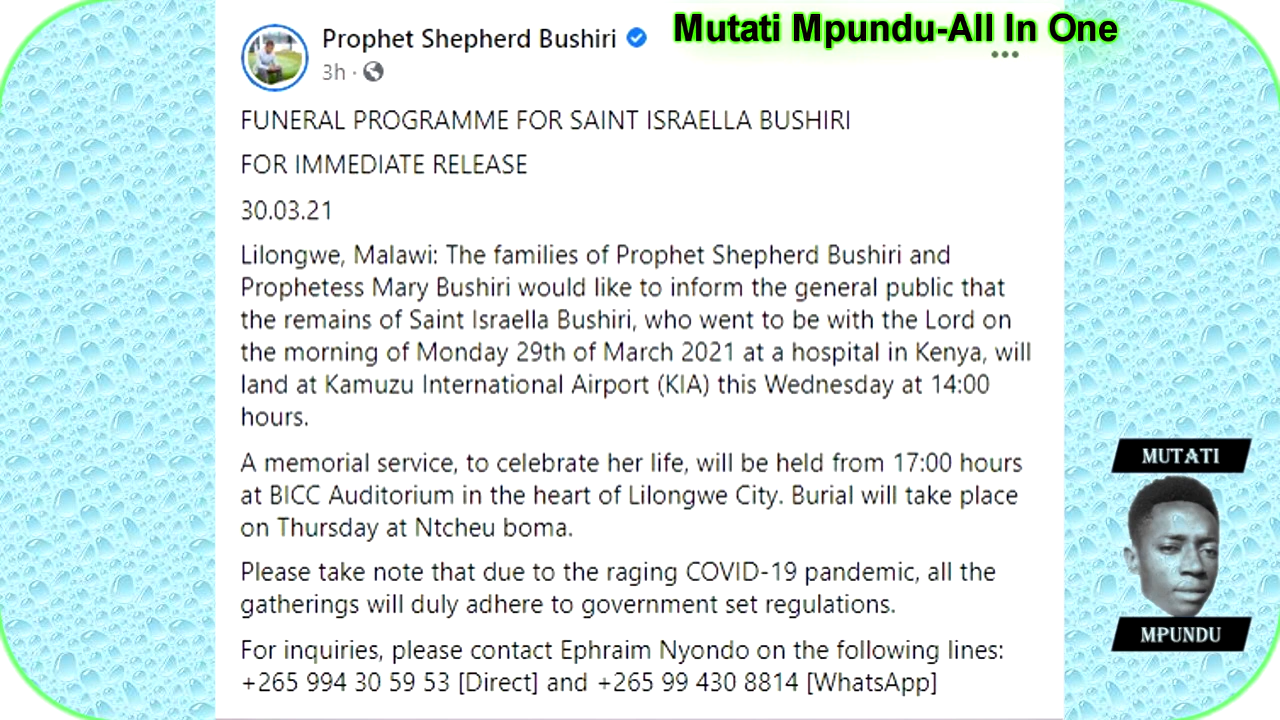 Mutati Mpundu-All In One
Prophet Shepherd Bushiri
3h ·
FUNERAL PROGRAMME FOR SAINT ISRAELLA BUSHIRI
FOR IMMEDIATE RELEASE
30.03.21
Lilongwe, Malawi: The families of Prophet Shepherd Bushiri and
Prophetess Mary Bushiri would like to inform the general public that
the remains of Saint Israella Bushiri, who went to be with the Lord on
the morning of Monday 29th of March 2021 at a hospital in Kenya, will
land at Kamuzu International Airport (KIA) this Wednesday at 14:00
hours.
A memorial service, to celebrate her life, will be held from 17:00 hours
at BICC Auditorium in the heart of Lilongwe City. Burial will take place
on Thursday at Ntcheu boma.
Please take note that due to the raging COVID-19 pandemic, all the
gatherings will duly adhere to government set regulations.
For inquiries, please contact Ephraim Nyondo on the following lines:
+265 994 30 59 53 [Direct] and +265 99 430 8814 [WhatsApp]
MUTATI
MPUNDU